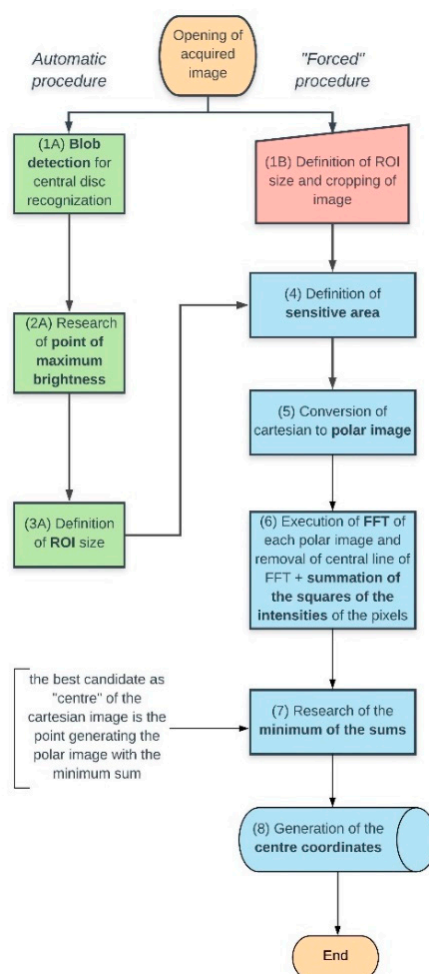 Opening of
acquired
image
Automatic
procedure
"Forced"
procedure
(1A) Blob
detection for
central disc
recognization
(1B) Definition of ROI
size and cropping of
image
(2A) Research
of point of
maximum
brightness
(3A) Definition
of ROI size
(4) Definition of
sensitive area
(5) Conversion of
cartesian to polar image
(6) Execution of FFT of
each polar image and
removal of central line of
FFT + summation of
the squares of the
intensities of the pixels
the best candidate as
"centre" of the
cartesian image is the
point generating the
polar image with the
minimum sum
(7) Research of the
minimum of the sums
(8) Generation of the
centre coordinates
End